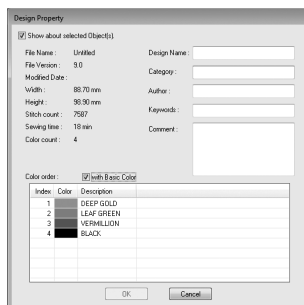 Design Property
Show about selected Object(s).
File Name : Untitled
File Version : 9.0
Modified Date :
Width : 88.70 mm
Height : 98.90 mm
Stitch count : 7587
Sewing time : 18 min
Color count : 4
Design Name :
Category :
Author :
Keywords :
Comment :
Color order : with Basic Color
Index Color Description
1 DEEP GOLD
2 LEAF GREEN
3 VERMILLION
4 BLACK
OK Cancel